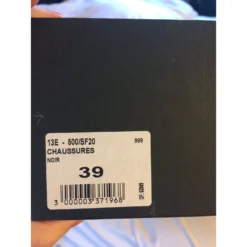 13E - 500/SF20 999
CHAUSSURES
NOIR
39
3 000003 371968